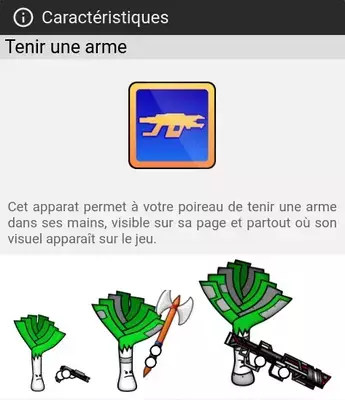 Caractéristiques
Tenir une arme
Cet apparat permet à votre poireau de tenir une arme
dans ses mains, visible sur sa page et partout où son
visuel apparaît sur le jeu.